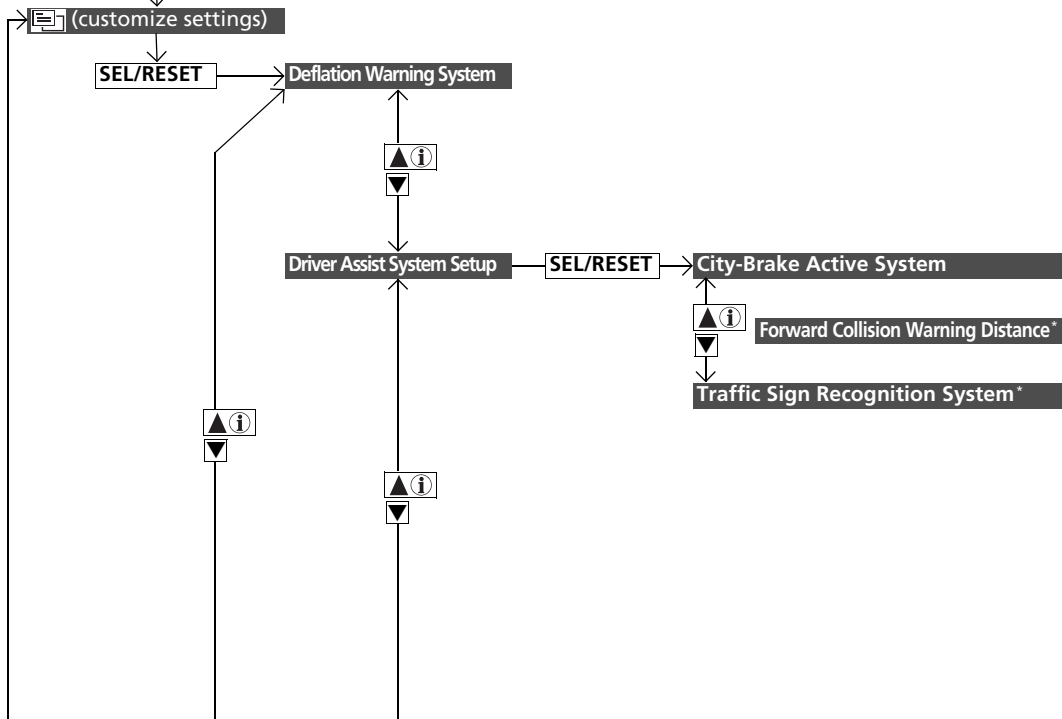 (customize settings)
SEL/RESET
Deflation Warning System
▲ⓘ
▼
Driver Assist System Setup
SEL/RESET
City-Brake Active System
▲ⓘ
▼
Forward Collision Warning Distance*
Traffic Sign Recognition System*
▲ⓘ
▼
▲ⓘ
▼